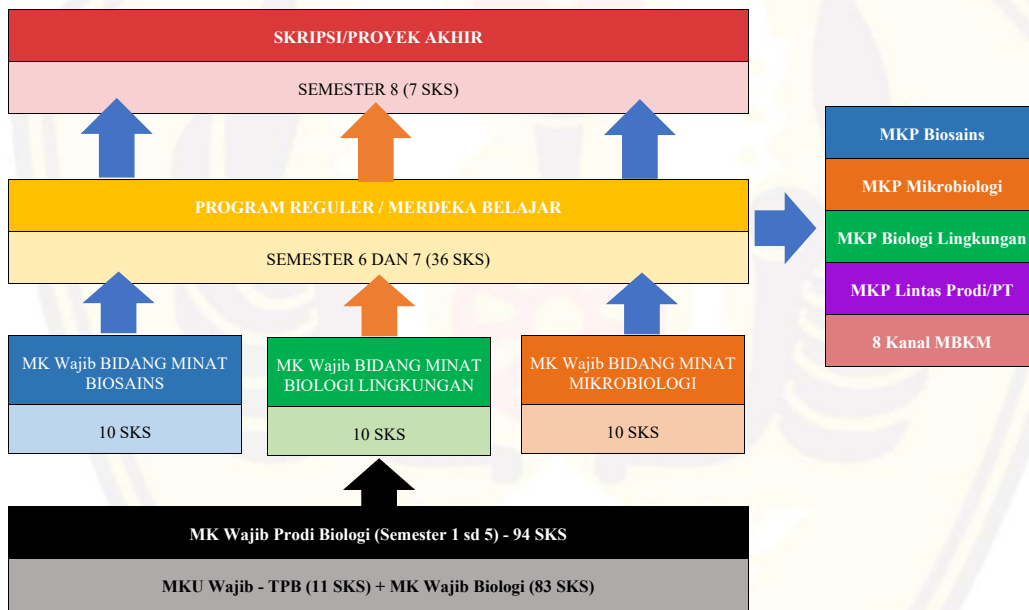 SKRIPSI/PROYEK AKHIR
SEMESTER 8 (7 SKS)
PROGRAM REGULER / MERDEKA BELAJAR
SEMESTER 6 DAN 7 (36 SKS)
MKP Biosains
MKP Mikrobiologi
MKP Biologi Lingkungan
MKP Lintas Prodi/PT
8 Kanal MBKM
MK Wajib BIDANG MINAT
BIOSAINS
10 SKS
MK Wajib BIDANG MINAT
BIOLOGI LINGKUNGAN
10 SKS
MK Wajib BIDANG MINAT
MIKROBIOLOGI
10 SKS
MK Wajib Prodi Biologi (Semester 1 sd 5) - 94 SKS
MKU Wajib - TPB (11 SKS) + MK Wajib Biologi (83 SKS)